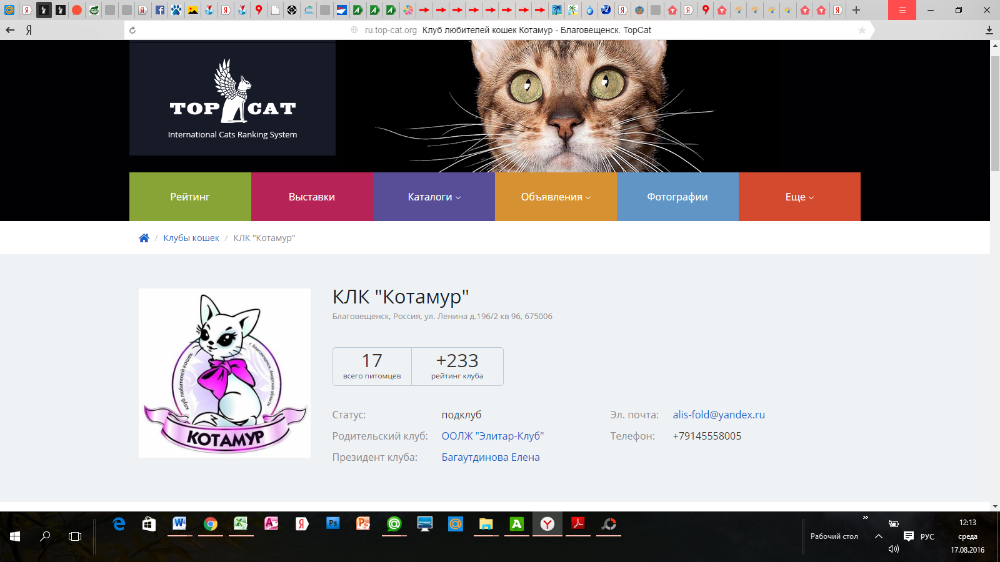 ru.top-cat.org Клуб любителей кошек Котамур - Благовещенск. TopCat
TOP CAT
International Cats Ranking System
Рейтинг
Выставки
Каталоги
Объявления
Фотографии
Еще
Клубы кошек / КЛК "Котамур"
клуб любителей кошек
г. Благовещенск, Амурская область
КОТАМУР
КЛК "Котамур"
Благовещенск, Россия, ул. Ленина д.196/2 кв 96, 675006
17
всего питомцев
+233
рейтинг клуба
Статус: подклуб
Родительский клуб: ООЛЖ "Элитар-Клуб"
Президент клуба: Багаутдинова Елена
Эл. почта: alis-fold@yandex.ru
Телефон: +79145558005
Рабочий стол
РУС
12:13
среда
17.08.2016